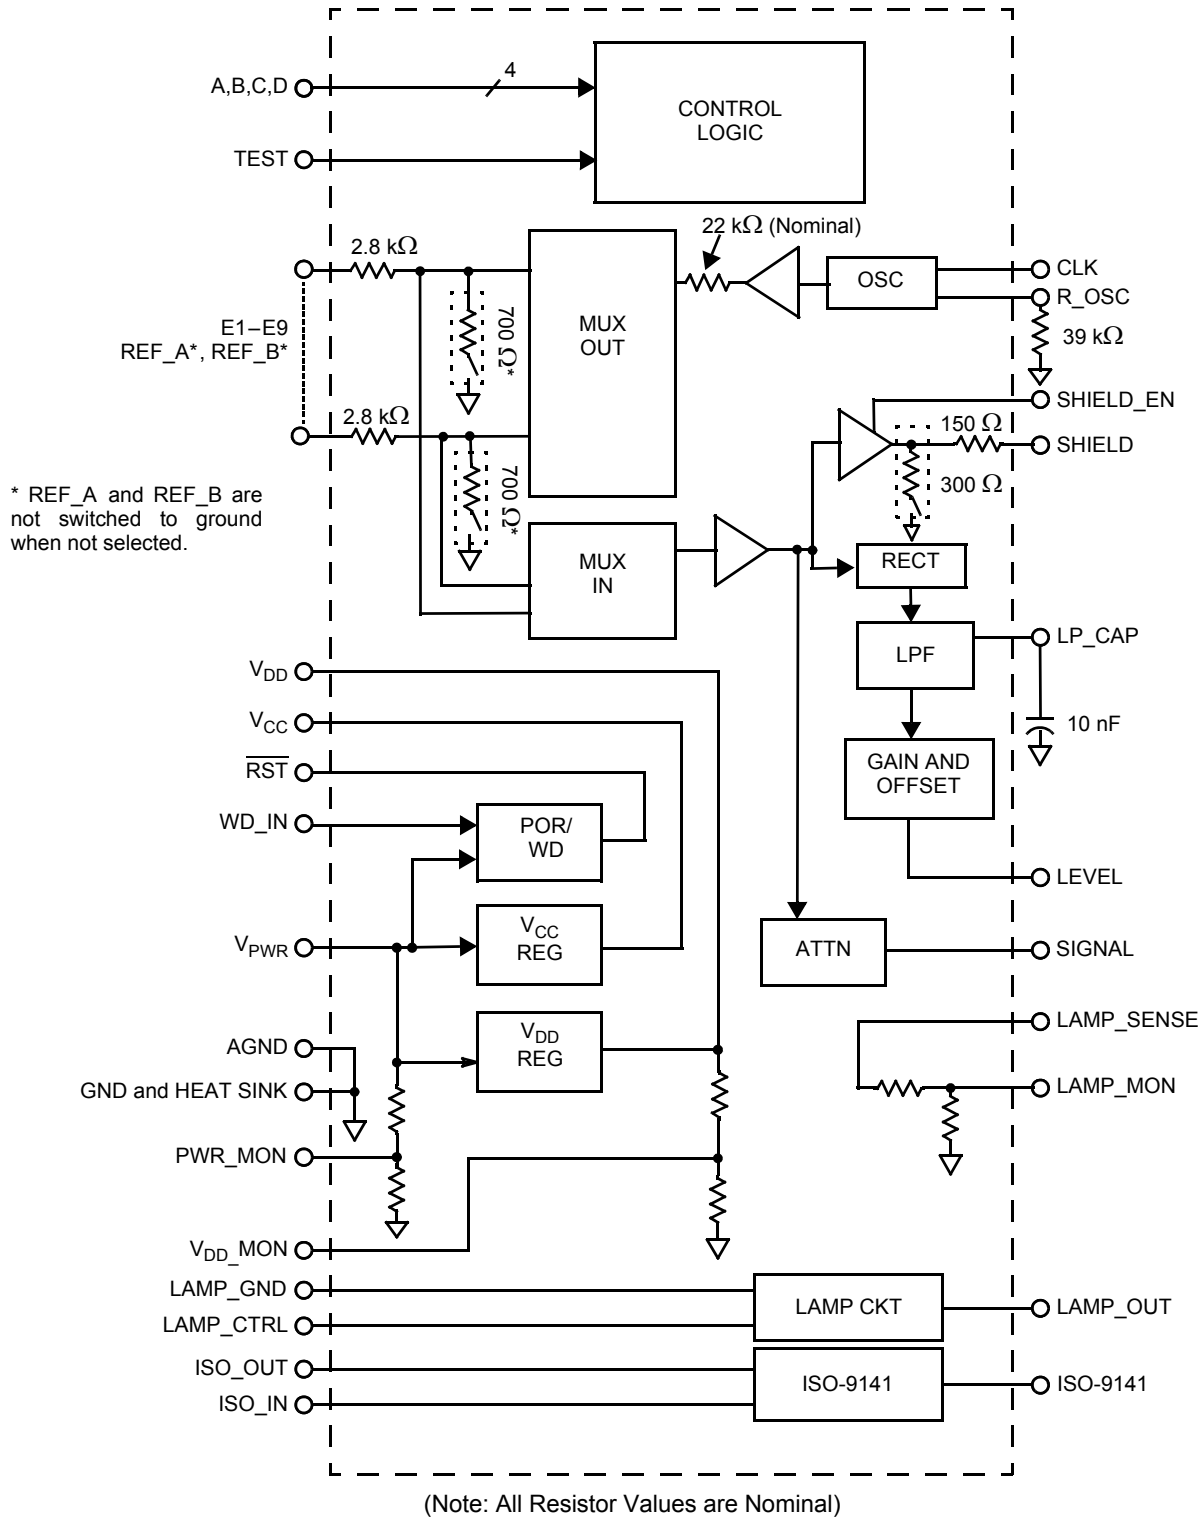 A,B,C,D
4
CONTROL
LOGIC
TEST
22 kΩ (Nominal)
2.8 kΩ
MUX
OUT
OSC
CLK
R_OSC
39 kΩ
E1–E9
REF_A*, REF_B*
700 Ω*
2.8 kΩ
SHIELD_EN
150 Ω
SHIELD
300 Ω
700 Ω*
* REF_A and REF_B are
not switched to ground
when not selected.
MUX
IN
RECT
LPF
LP_CAP
10 nF
GAIN AND
OFFSET
LEVEL
VDD
VCC
RST
WD_IN
POR/
WD
VPWR
VCC
REG
ATTN
SIGNAL
AGND
VDD
REG
GND and HEAT SINK
LAMP_SENSE
LAMP_MON
PWR_MON
VDD_MON
LAMP_GND
LAMP_CTRL
LAMP CKT
LAMP_OUT
ISO_OUT
ISO_IN
ISO-9141
ISO-9141
(Note: All Resistor Values are Nominal)